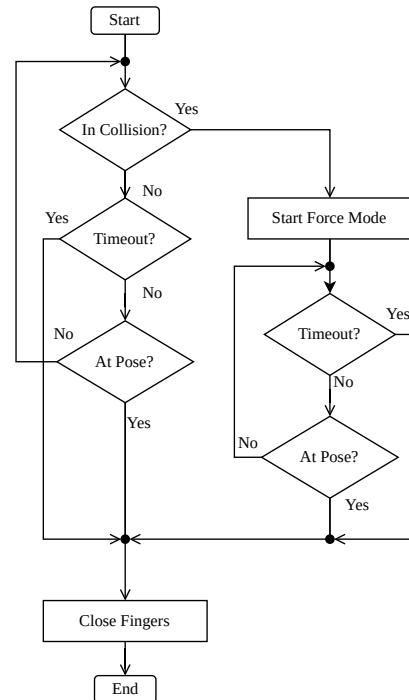 Start
Yes
In Collision?
No
Yes
Start Force Mode
Timeout?
No
Yes
No
Timeout?
At Pose?
No
Yes
No
At Pose?
Yes
Close Fingers
End